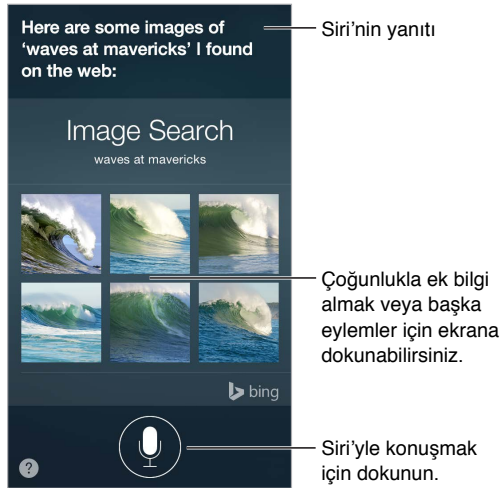 Here are some images of
‘waves at mavericks’ I found
on the web:
Siri’nin yanıtı
Image Search
waves at mavericks
Çoğunlukla ek bilgi
almak veya başka
eylemler için ekrana
dokunabilirsiniz.
bing
?
Siri’yle konuşmak
için dokunun.